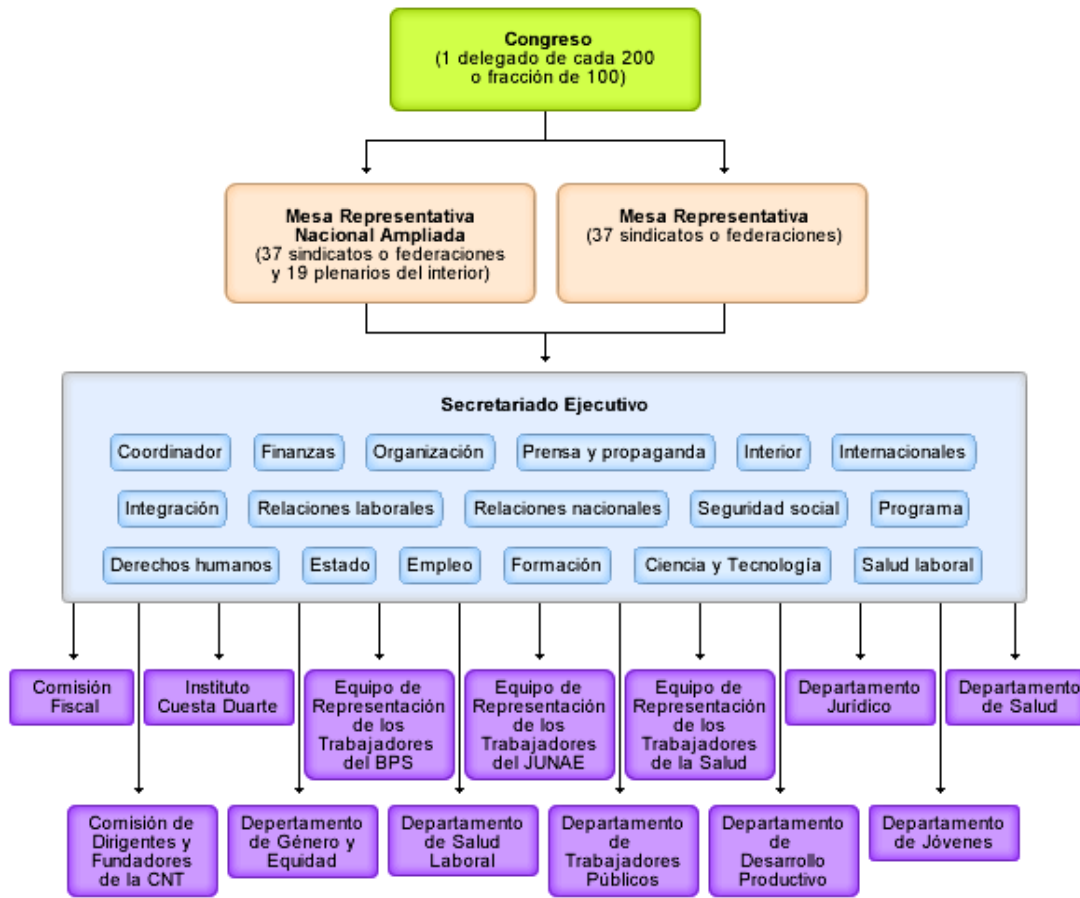 Congreso
(1 delegado de cada 200
o fracción de 100)
Mesa Representativa
Nacional Ampliada
(37 sindicatos o federaciones
y 19 plenarios del interior)
Mesa Representativa
(37 sindicatos o federaciones)
Secretariado Ejecutivo
Coordinador
Finanzas
Organización
Prensa y propaganda
Interior
Internacionales
Integración
Relaciones laborales
Relaciones nacionales
Seguridad social
Programa
Derechos humanos
Estado
Empleo
Formación
Ciencia y Tecnología
Salud laboral
Comisión
Fiscal
Instituto
Cuesta Duarte
Equipo de
Representación
de los
Trabajadores
del BPS
Equipo de
Representación
de los
Trabajadores
del JUNAE
Equipo de
Representación
de los
Trabajadores
de la Salud
Departamento
Jurídico
Departamento
de Salud
Comisión de
Dirigentes y
Fundadores
de la CNT
Depertamento
de Género y
Equidad
Departamento
de Salud
Laboral
Departamento
de
Trabajadores
Públicos
Departamento
de
Desarrollo
Productivo
Departamento
de Jóvenes